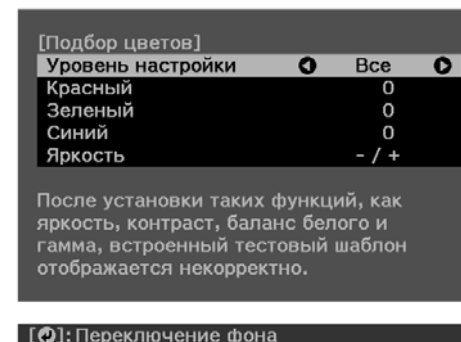 [Подбор цветов]
Уровень настройки Все
Красный 0
Зеленый 0
Синий 0
Яркость - / +
После установки таких функций, как
яркость, контраст, баланс белого и
гамма, встроенный тестовый шаблон
отображается некорректно.
[ ]: Переключение фона